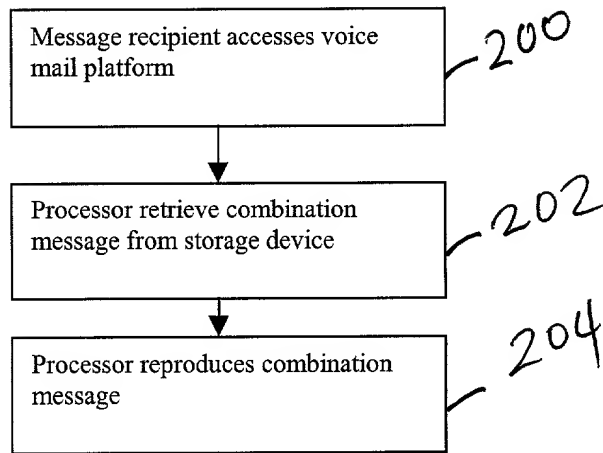 Message recipient accesses voice
mail platform
200
Processor retrieve combination
message from storage device
202
Processor reproduces combination
message
204